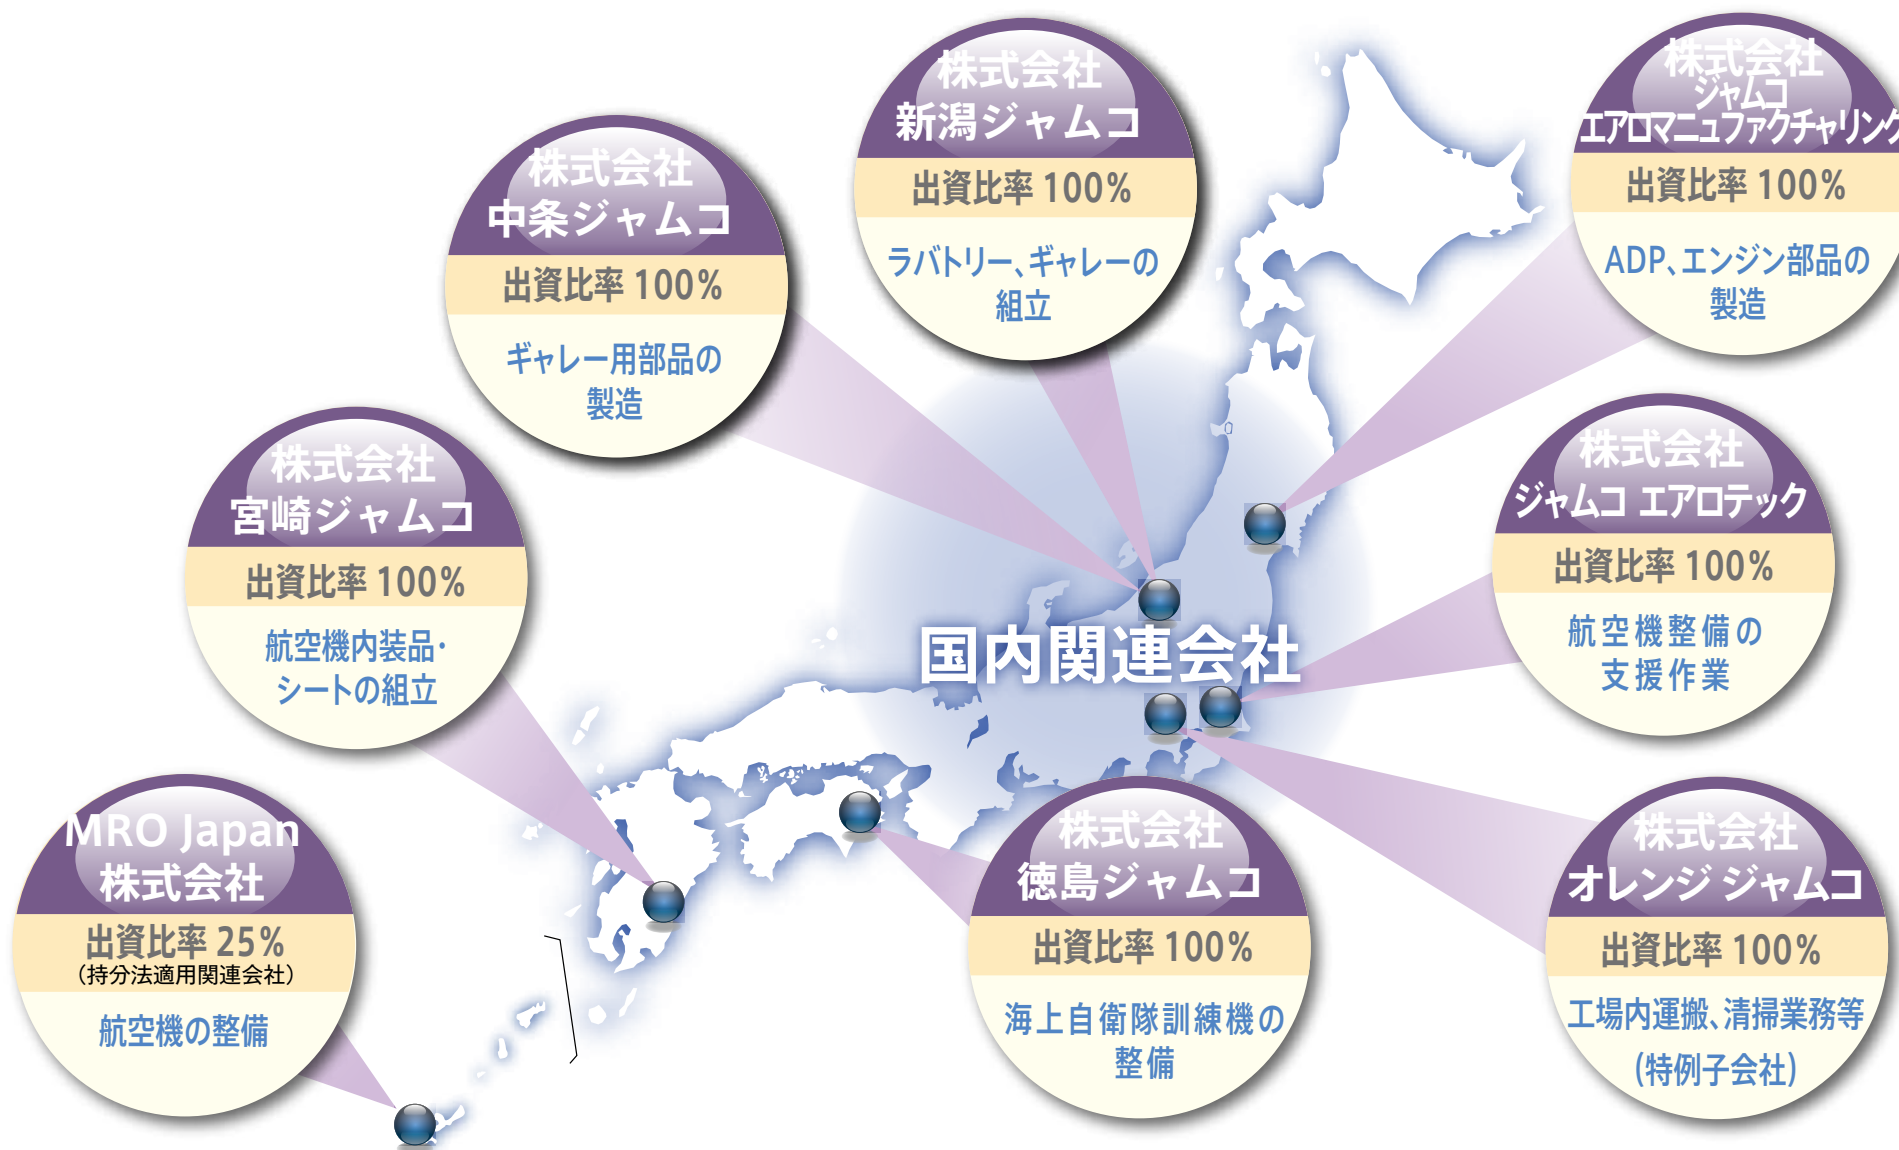 株式会社
新潟ジャムコ
出資比率 100%
ラバトリー、ギャレーの
組立
株式会社
ジャムコ
エアロマニュファクチャリング
出資比率 100%
ADP、エンジン部品の
製造
株式会社
中条ジャムコ
出資比率 100%
ギャレー用部品の
製造
株式会社
宮崎ジャムコ
出資比率 100%
航空機内装品・
シートの組立
株式会社
ジャムコ エアロテック
出資比率 100%
航空機整備の
支援作業
国内関連会社
MRO Japan
株式会社
出資比率 25%
（持分法適用関連会社）
航空機の整備
株式会社
徳島ジャムコ
出資比率 100%
海上自衛隊訓練機の
整備
株式会社
オレンジ ジャムコ
出資比率 100%
工場内運搬、清掃業務等
(特例子会社)